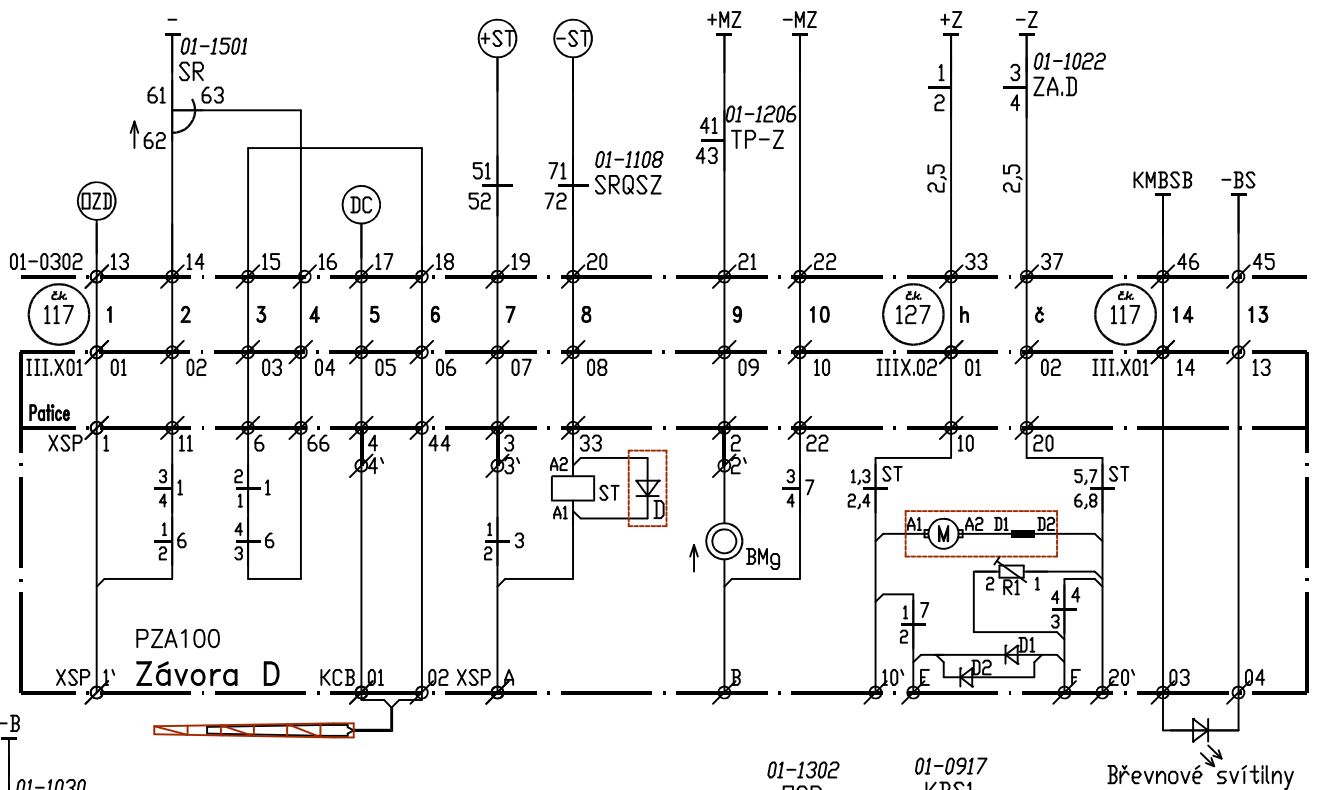 - +ST -ST +MZ -MZ +Z -Z
01-1501
SR
61 63
62
1 3 01-1022
2 4 ZA.D
41 01-1206
43 TP-Z
51 71 01-1108
52 72 SRQSZ
2,5 2,5
OZD DC KMBSB -BS
01-0302 13 14 15 16 17 18 19 20 21 22 33 37 46 45
č.k. č.k. č.k.
117 1 2 3 4 5 6 7 8 9 10 127 h č 117 14 13
III.X01 01 02 03 04 05 06 07 08 09 10 IIIX.02 01 02 III.X01 14 13
Patice
XSP 1 11 6 66 4 44 3 33 2 22 10 20
4' 3' 2'
A2
ST D
A1
3 1 2 1 3 7 1,3 ST 5,7 ST
4 1 4 2,4 6,8
1 6 4 6 1 3
2 3 2
A1 M A2 D1 D2
BMg
2 R1 1
1 7 4 4
2 3
D1
D2
PZA100
Závora D
XSP 1' KCB 01 02 XSP A B 10' E F 20' 03 04
-B
01-1030
01-1302 01-0917
KBS1
Břevnové svítilny